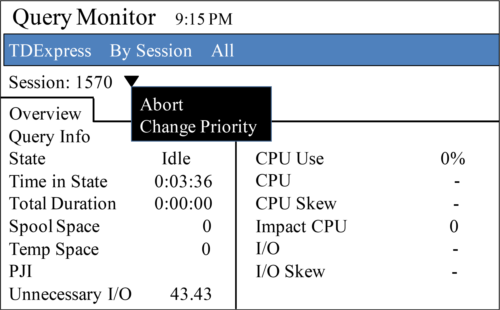 Query Monitor 9:15 PM
TDExpress By Session All
Session: 1570
Abort
Change Priority
Overview
Query Info
State Idle
Time in State 0:03:36
Total Duration 0:00:00
Spool Space 0
Temp Space 0
PJI
Unnecessary I/O 43.43
CPU Use 0%
CPU -
CPU Skew -
Impact CPU 0
I/O -
I/O Skew -